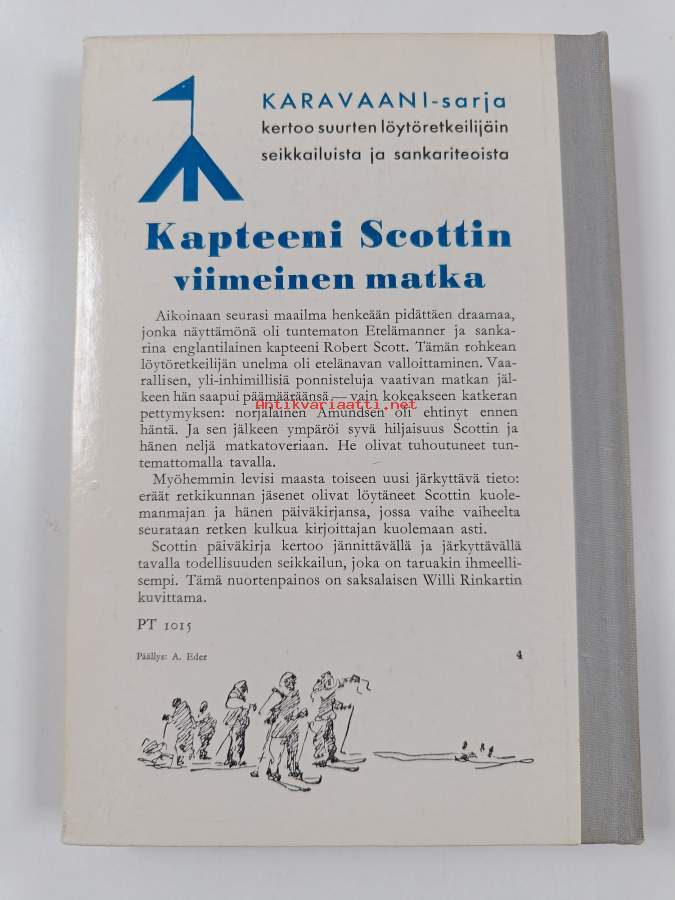 KARAVAANI-sarja
kertoo suurten löytöretkeilijäin
seikkailuista ja sankariteoista
Kapteeni Scottin
viimeinen matka
Aikoinaan seurasi maailma henkeään pidättäen draamaa,
jonka näyttämönä oli tuntematon Etelämanner ja sanka-
rina englantilainen kapteeni Robert Scott. Tämän rohkean
löytöretkeilijän unelma oli etelänavan valloittaminen. Vaa-
rallisen, yli-inhimillisiä ponnisteluja vaativan matkan jäl-
keen hän saapui päämääräänsä — vain kokeakseen katkeran
Antikvariaatti.net
pettymyksen: norjalainen Amundsen oli ehtinyt ennen
häntä. Ja sen jälkeen ympäröi syvä hiljaisuus Scottin ja
hänen neljä matkatoveriaan. He olivat tuhoutuneet tun-
temattomalla tavalla.
Myöhemmin levisi maasta toiseen uusi järkyttävä tieto:
eräät retkikunnan jäsenet olivat löytäneet Scottin kuole-
manmajan ja hänen päiväkirjansa, jossa vaihe vaiheelta
seurataan retken kulkua kirjoittajan kuolemaan asti.
Scottin päiväkirja kertoo jännittävällä ja järkyttävällä
tavalla todellisuuden seikkailun, joka on taruakin ihmeelli-
sempi. Tämä nuortenpainos on saksalaisen Willi Rinkartin
kuvittama.
PT 1015
Päällys: A. Eder 4